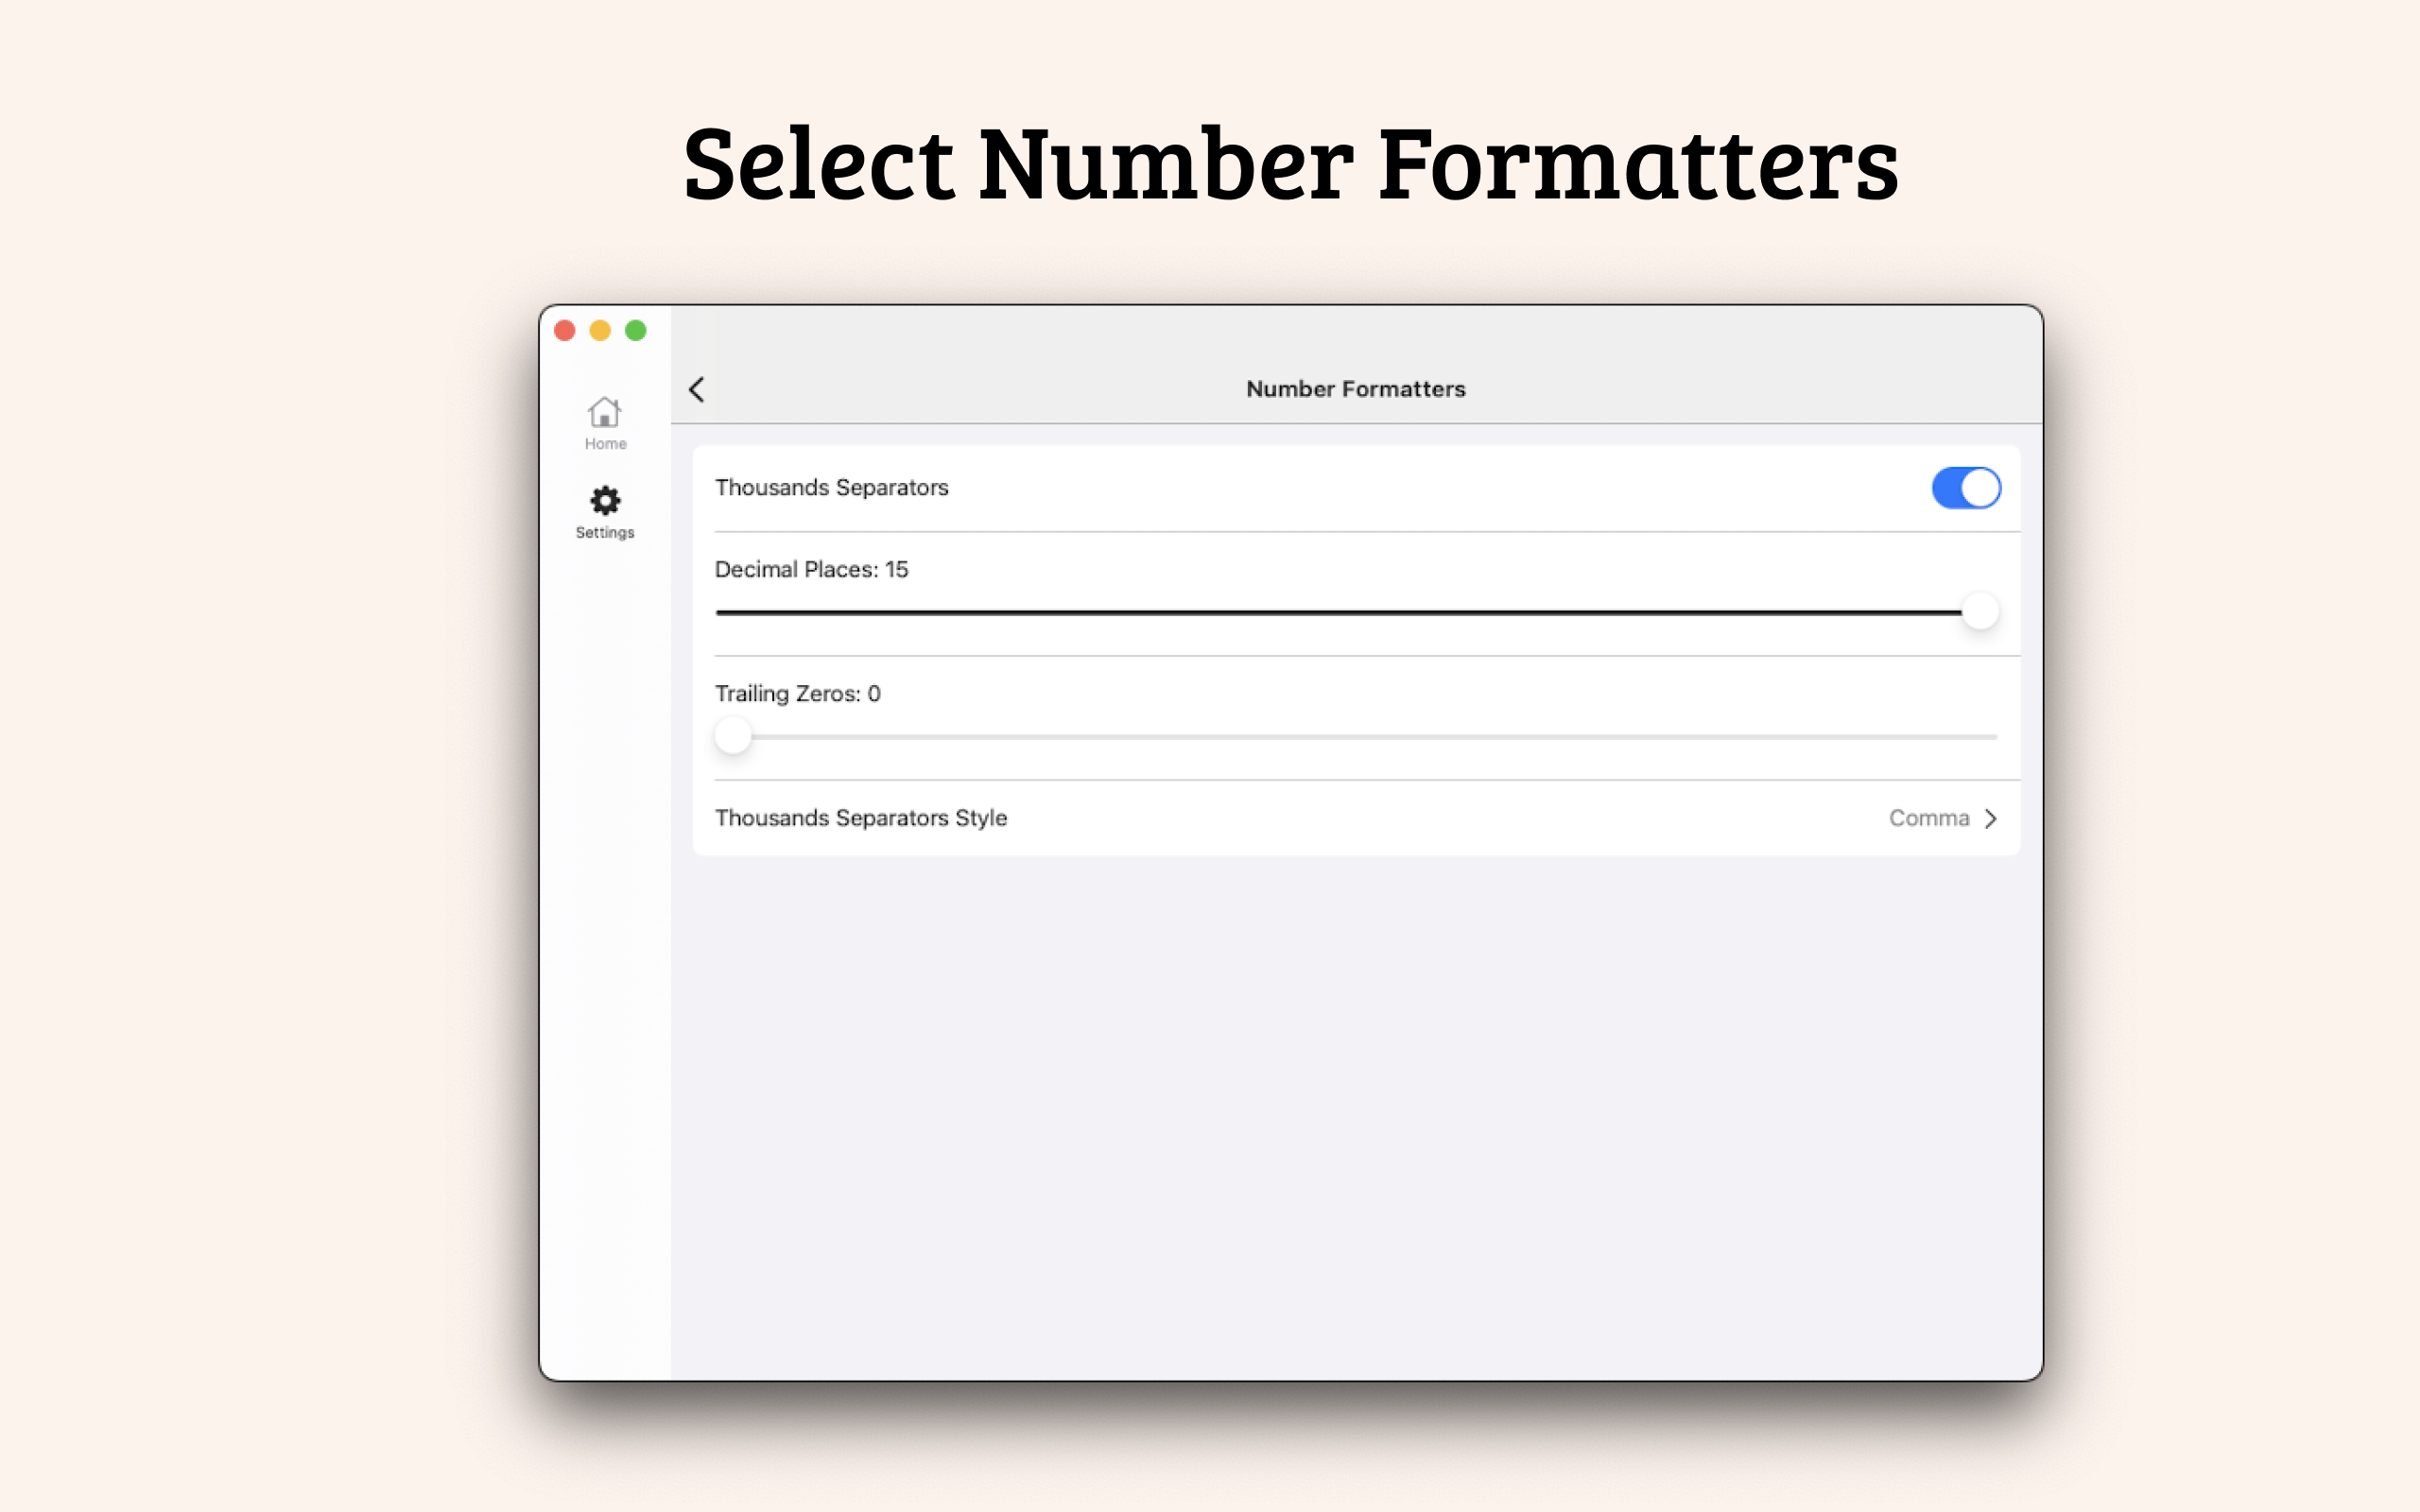 Select Number Formatters
Number Formatters
Home
Settings
Thousands Separators
Decimal Places: 15
Trailing Zeros: 0
Thousands Separators Style
Comma